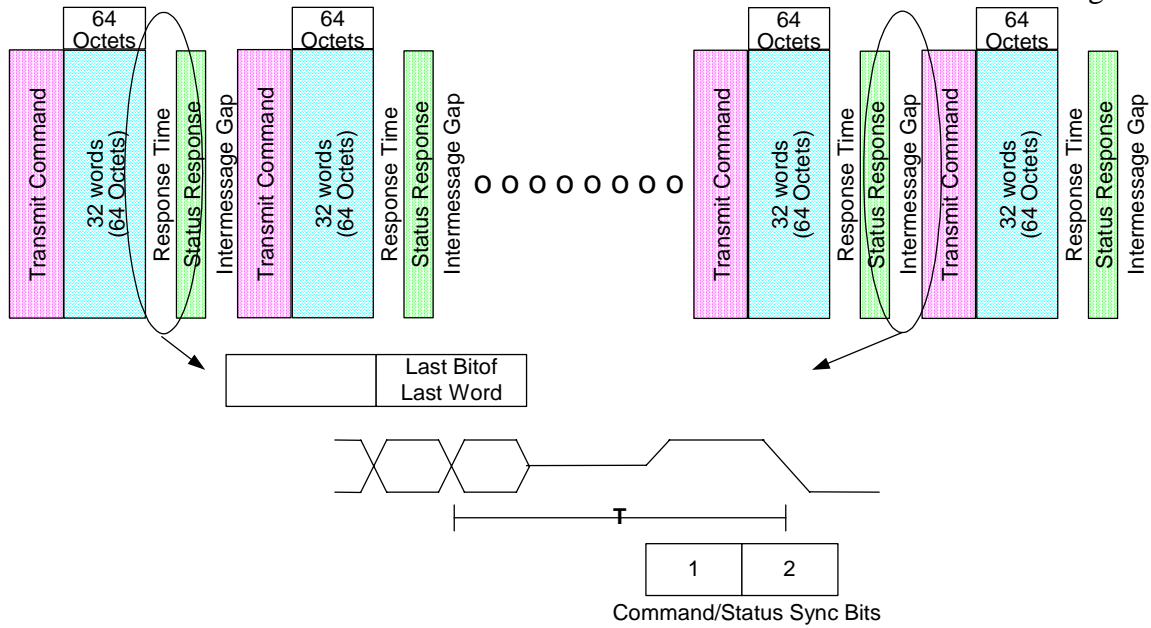 64
Octets
64
Octets
64
Octets
64
Octets
Transmit Command
32 words
(64 Octets)
Response Time
Status Response
Intermessage Gap
Transmit Command
32 words
(64 Octets)
Response Time
Status Response
Intermessage Gap
o o o o o o o o
Transmit Command
32 words
(64 Octets)
Response Time
Status Response
Intermessage Gap
Transmit Command
32 words
(64 Octets)
Response Time
Status Response
Intermessage Gap
Last Bitof
Last Word
T
1
2
Command/Status Sync Bits